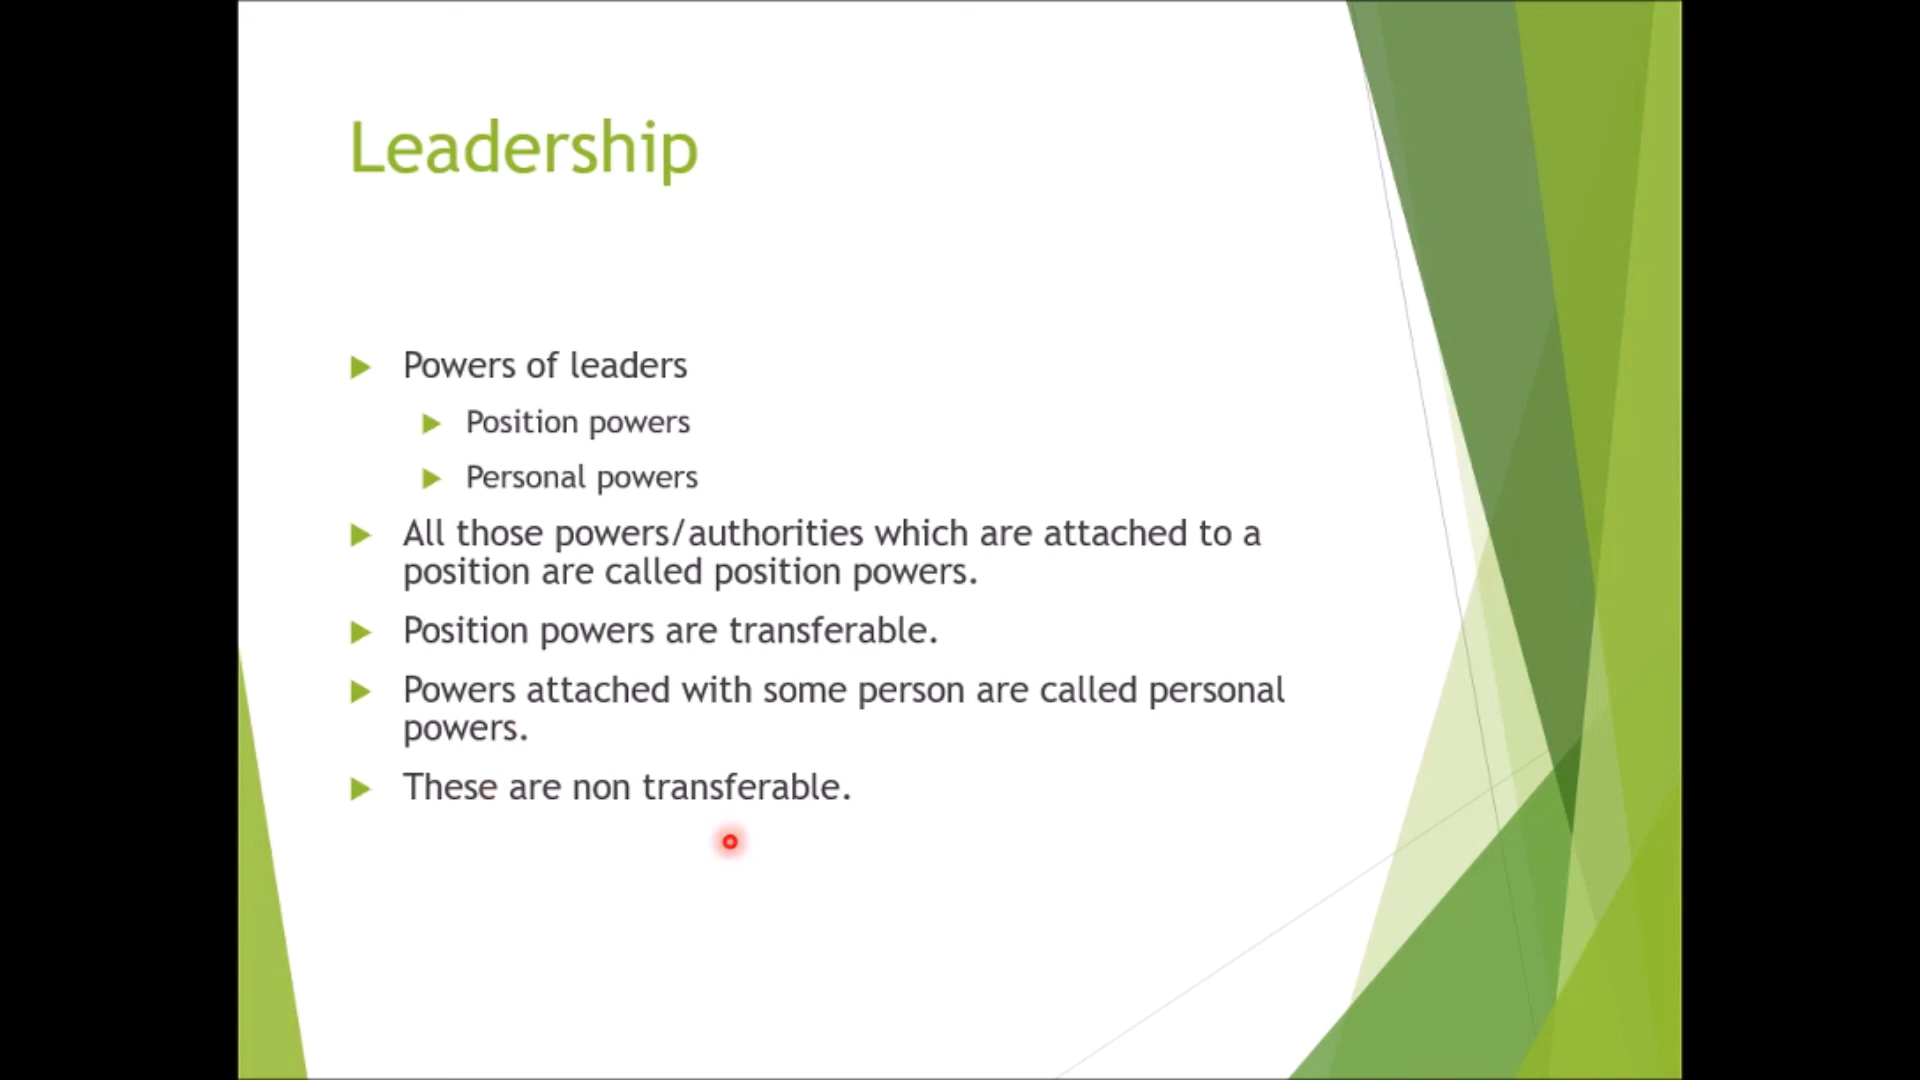 Leadership
Powers of leaders
Position powers
Personal powers
All those powers/authorities which are attached to a
position are called position powers.
Position powers are transferable.
Powers attached with some person are called personal
powers.
These are non transferable.